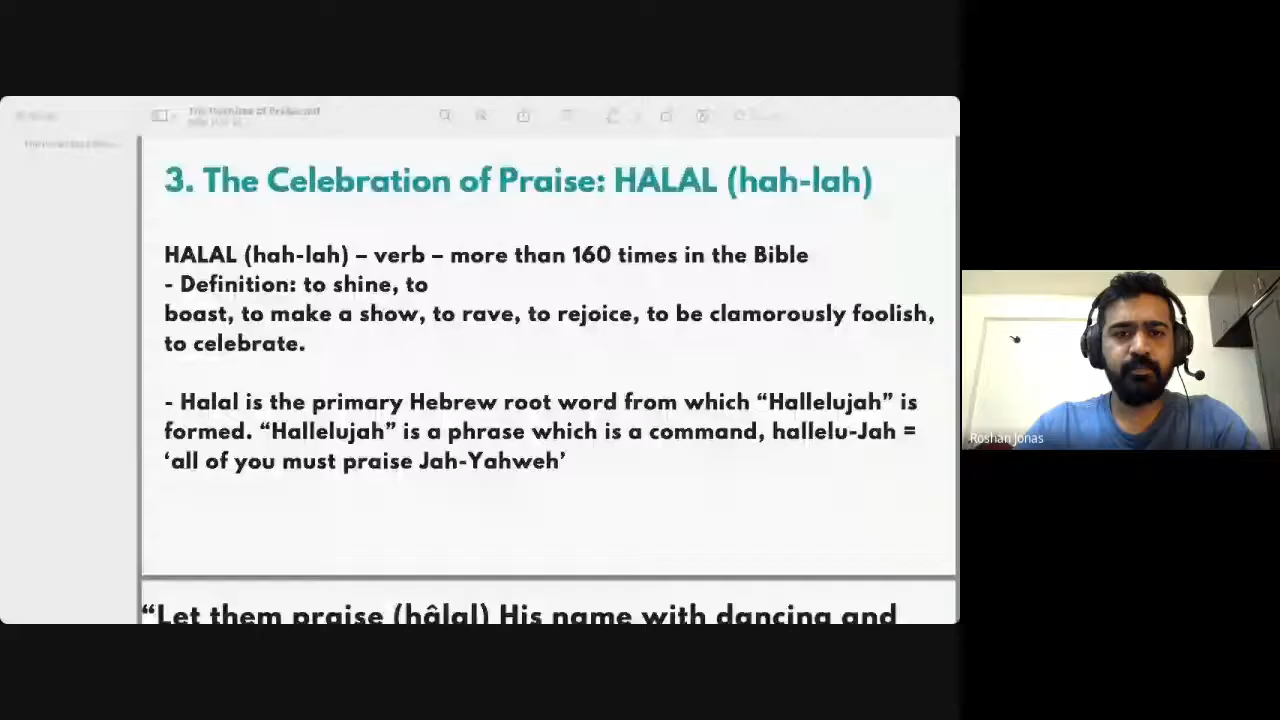 3. The Celebration of Praise: HALAL (hah-lah)
HALAL (hah-lah) – verb – more than 160 times in the Bible
- Definition: to shine, to
boast, to make a show, to rave, to rejoice, to be clamorously foolish,
to celebrate.
- Halal is the primary Hebrew root word from which “Hallelujah” is
formed. “Hallelujah” is a phrase which is a command, hallelu-Jah =
‘all of you must praise Jah-Yahweh’
“Let them praise (hâlal) His name with dancing and
Roshan Jonas